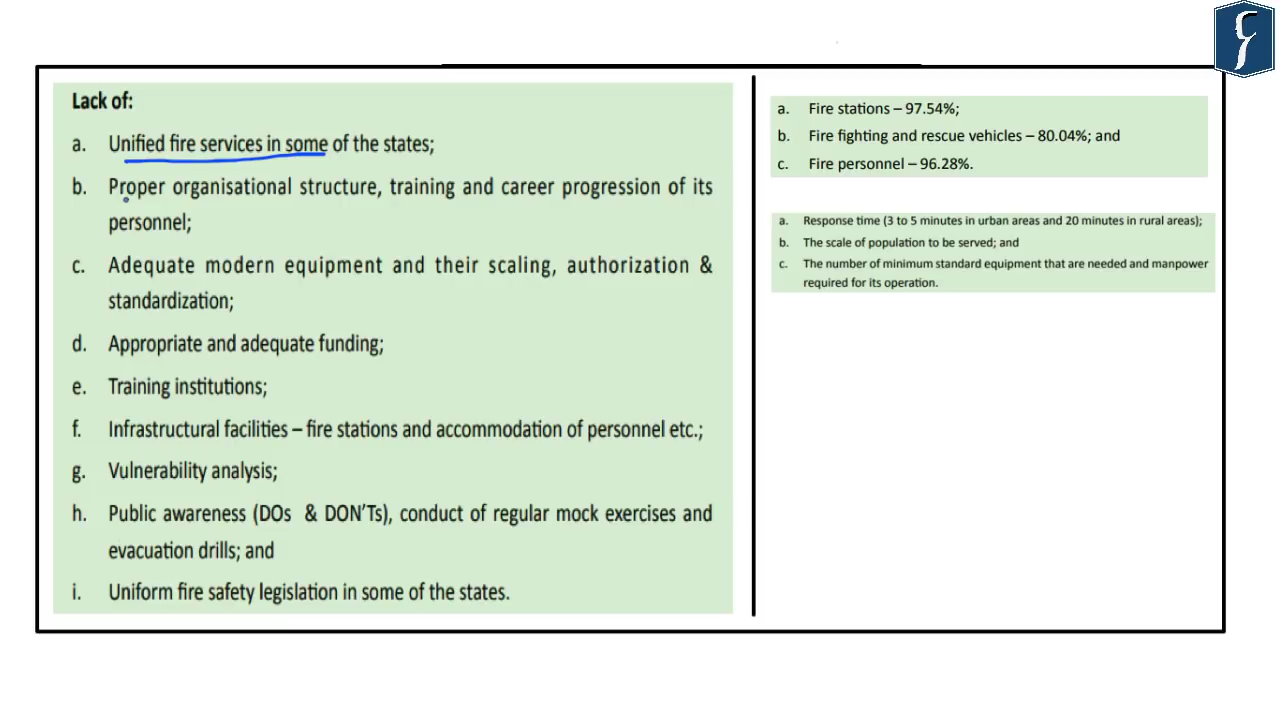 Lack of:
a. Unified fire services in some of the states;
b. Proper organisational structure, training and career progression of its
personnel;
c. Adequate modern equipment and their scaling, authorization &
standardization;
d. Appropriate and adequate funding;
e. Training institutions;
f. Infrastructural facilities – fire stations and accommodation of personnel etc.;
g. Vulnerability analysis;
h. Public awareness (DOs & DON'Ts), conduct of regular mock exercises and
evacuation drills; and
i. Uniform fire safety legislation in some of the states.
a. Fire stations – 97.54%;
b. Fire fighting and rescue vehicles – 80.04%; and
c. Fire personnel – 96.28%.
a. Response time (3 to 5 minutes in urban areas and 20 minutes in rural areas);
b. The scale of population to be served; and
c. The number of minimum standard equipment that are needed and manpower
required for its operation.